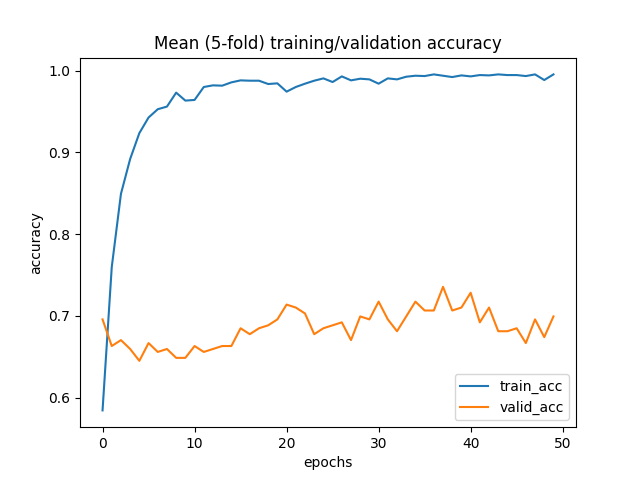 Mean (5-fold) training/validation accuracy
accuracy
1.0
0.9
0.8
0.7
0.6
0
10
20
30
40
50
epochs
train_acc
valid_acc